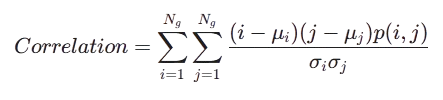 Correlation = \sum_{i=1}^{N_g} \sum_{j=1}^{N_g} \frac{(i - \mu_i)(j - \mu_j)p(i, j)}{\sigma_i \sigma_j}